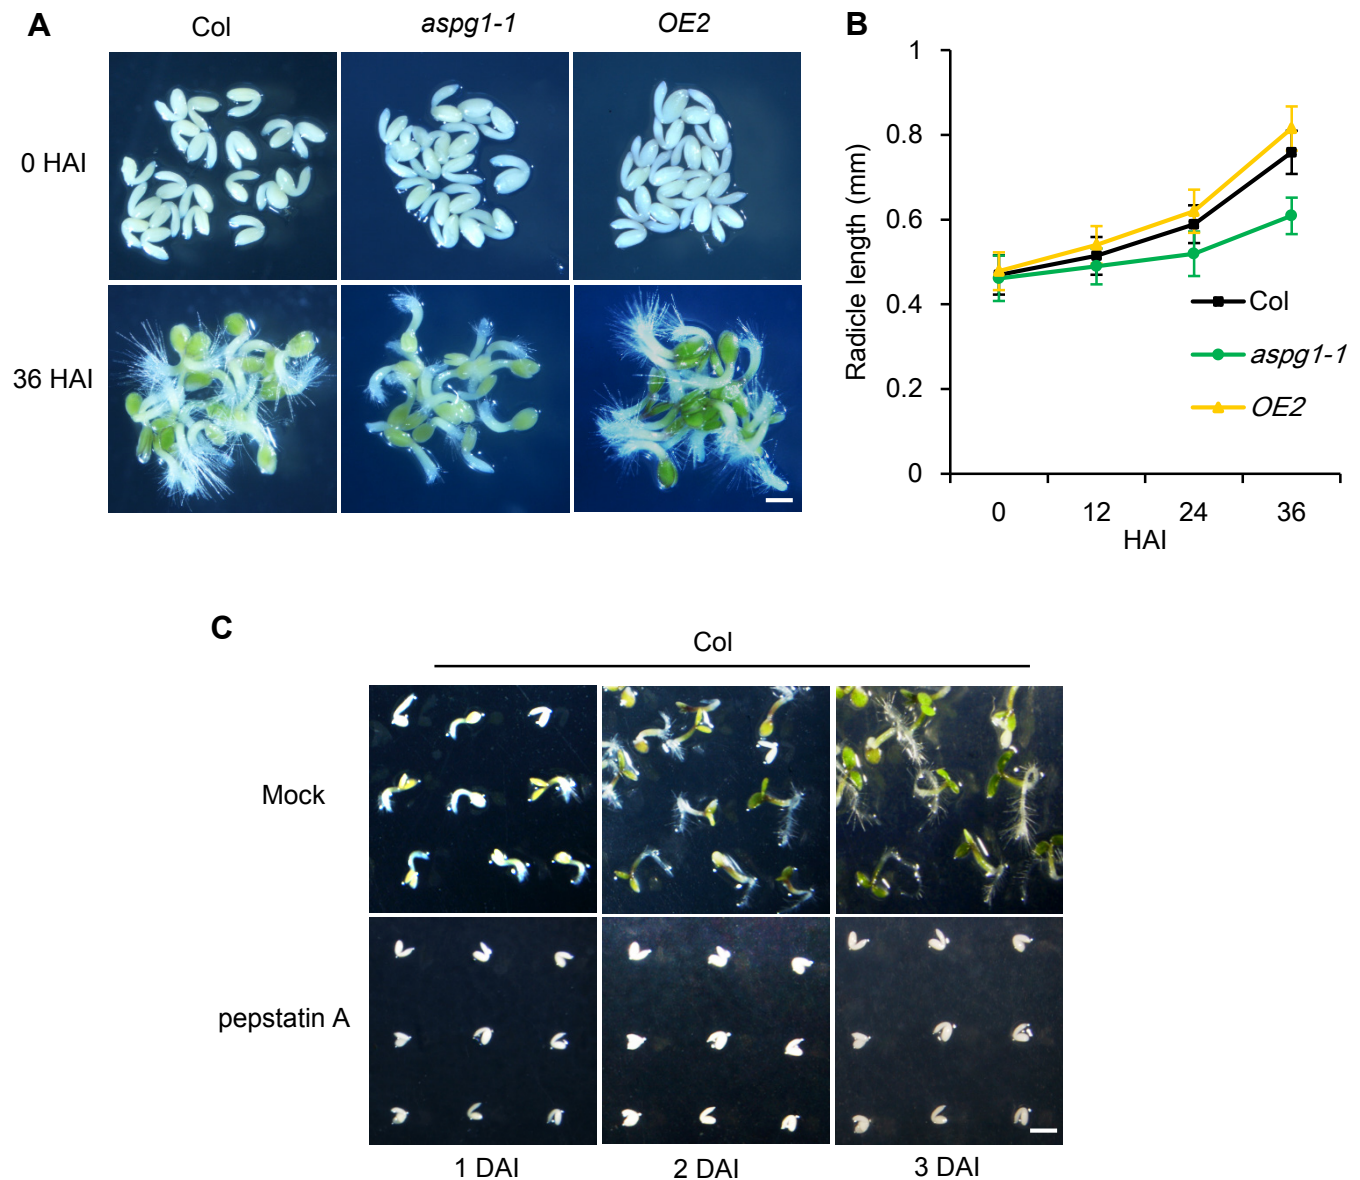 A
Col
aspg1-1
OE2
0 HAI
36 HAI
B
1
0.8
0.6
0.4
0.2
0
Radicle length (mm)
0
12
24
36
HAI
Col
aspg1-1
OE2
C
Col
Mock
pepstatin A
1 DAI
2 DAI
3 DAI